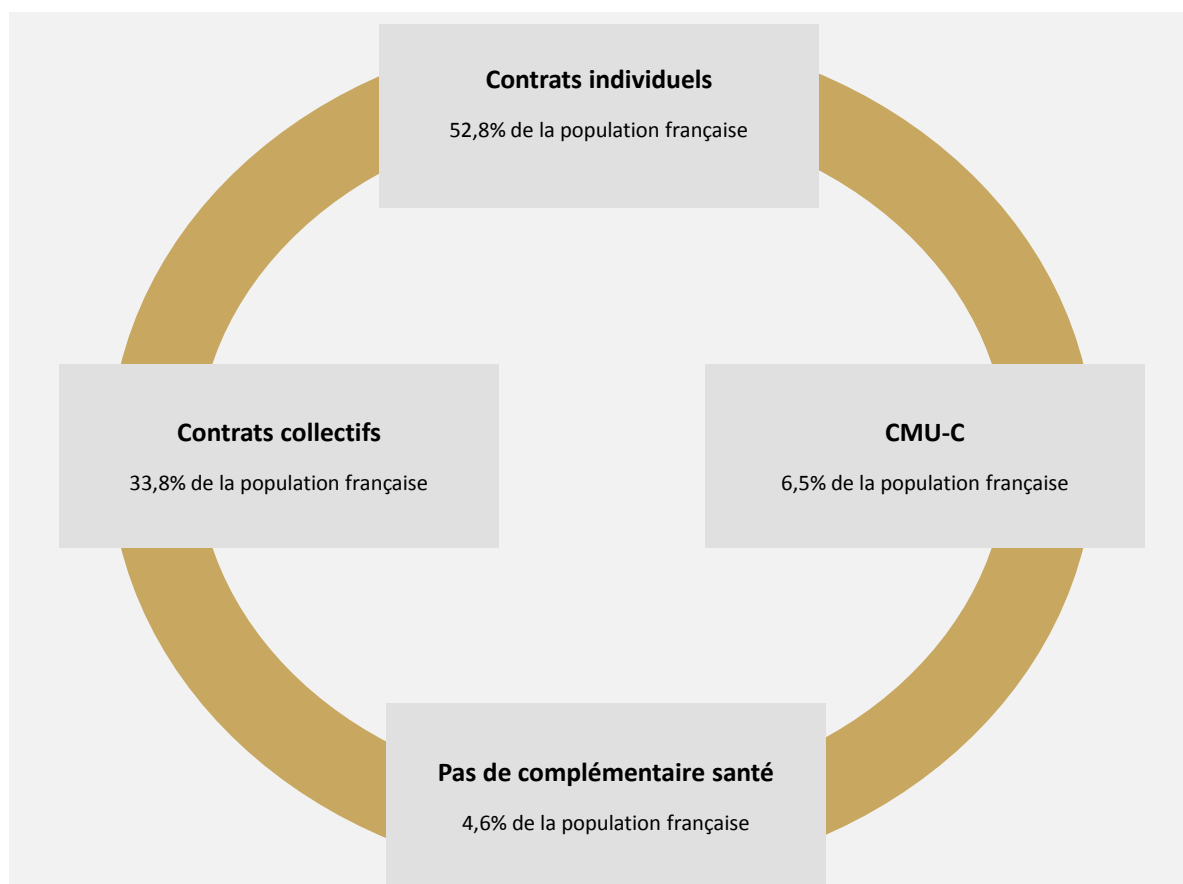 Contrats individuels
52,8% de la population française
Contrats collectifs
33,8% de la population française
CMU-C
6,5% de la population française
Pas de complémentaire santé
4,6% de la population française